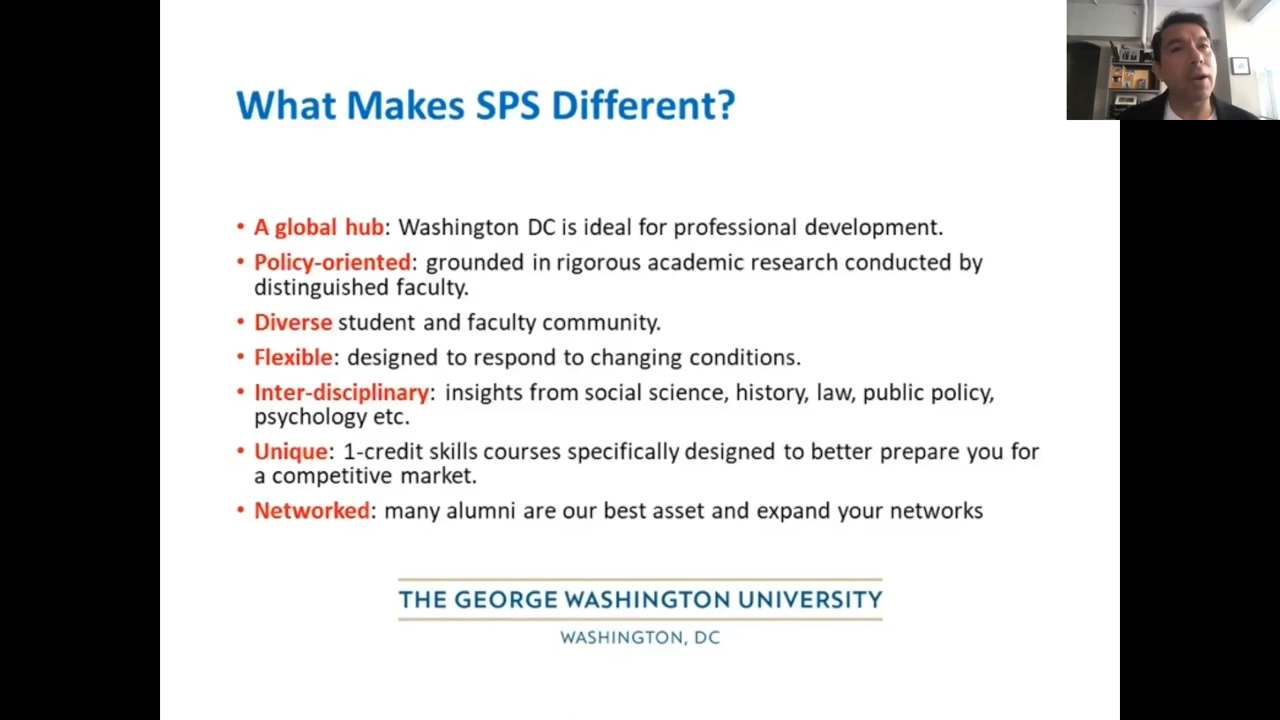 What Makes SPS Different?
• A global hub: Washington DC is ideal for professional development.
• Policy-oriented: grounded in rigorous academic research conducted by
distinguished faculty.
• Diverse student and faculty community.
• Flexible: designed to respond to changing conditions.
• Inter-disciplinary: insights from social science, history, law, public policy,
psychology etc.
• Unique: 1-credit skills courses specifically designed to better prepare you for
a competitive market.
• Networked: many alumni are our best asset and expand your networks
THE GEORGE WASHINGTON UNIVERSITY
WASHINGTON, DC